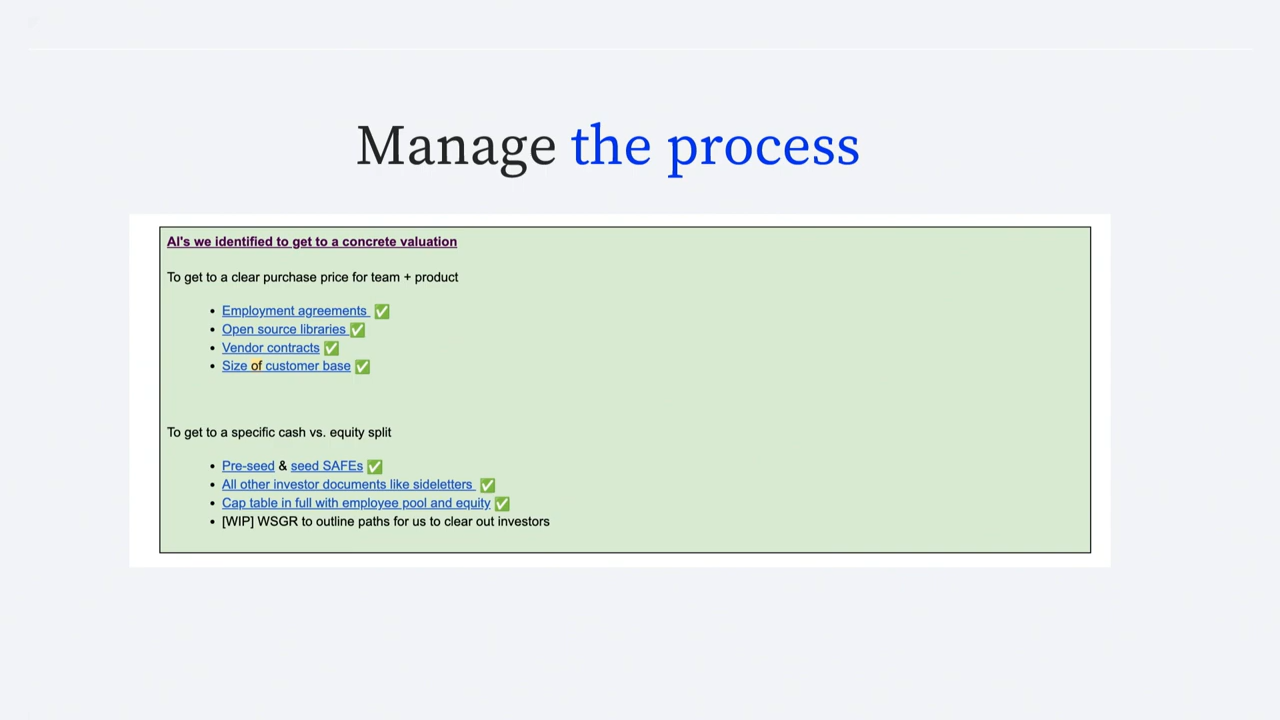 Manage the process
AI's we identified to get to a concrete valuation
To get to a clear purchase price for team + product
• Employment agreements ✅
• Open source libraries ✅
• Vendor contracts ✅
• Size of customer base ✅
To get to a specific cash vs. equity split
• Pre-seed & seed SAFEs ✅
• All other investor documents like sideletters ✅
• Cap table in full with employee pool and equity ✅
• [WIP] WSGR to outline paths for us to clear out investors